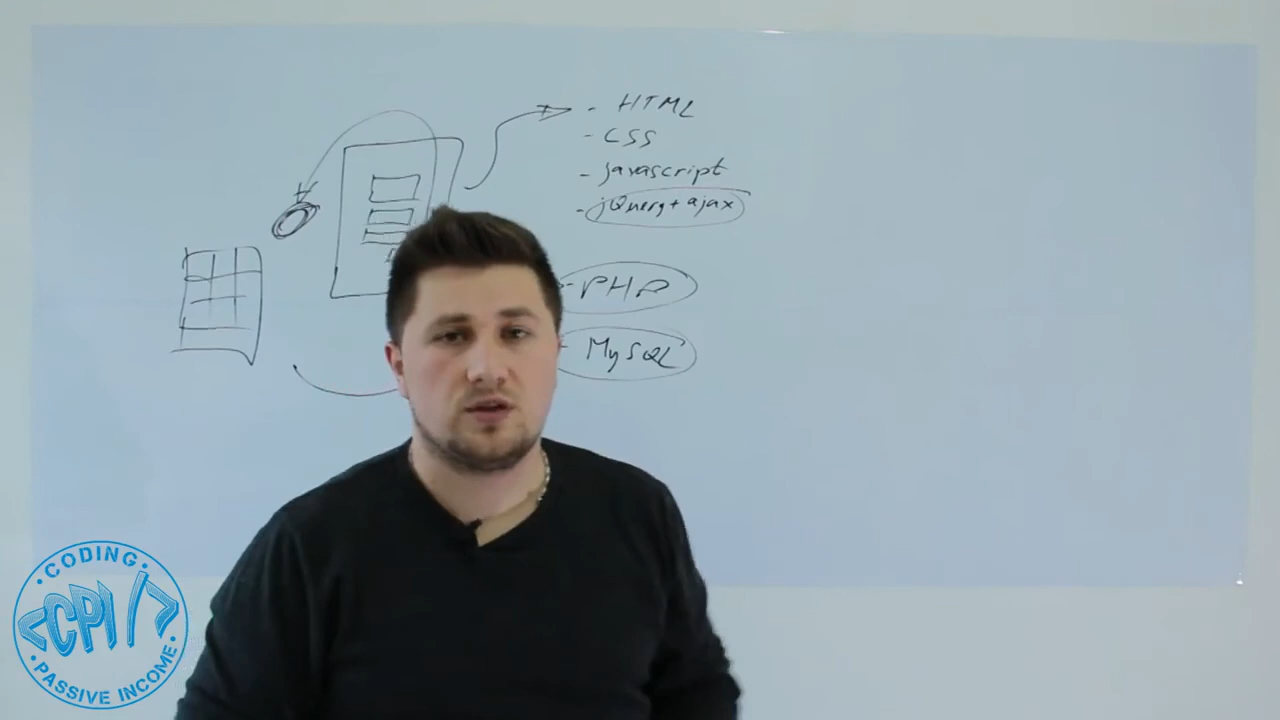 - HTML
- CSS
- javascript
- jQuery + ajax
- PHP
- MySQL
CODING
<CPI/>
PASSIVE INCOME